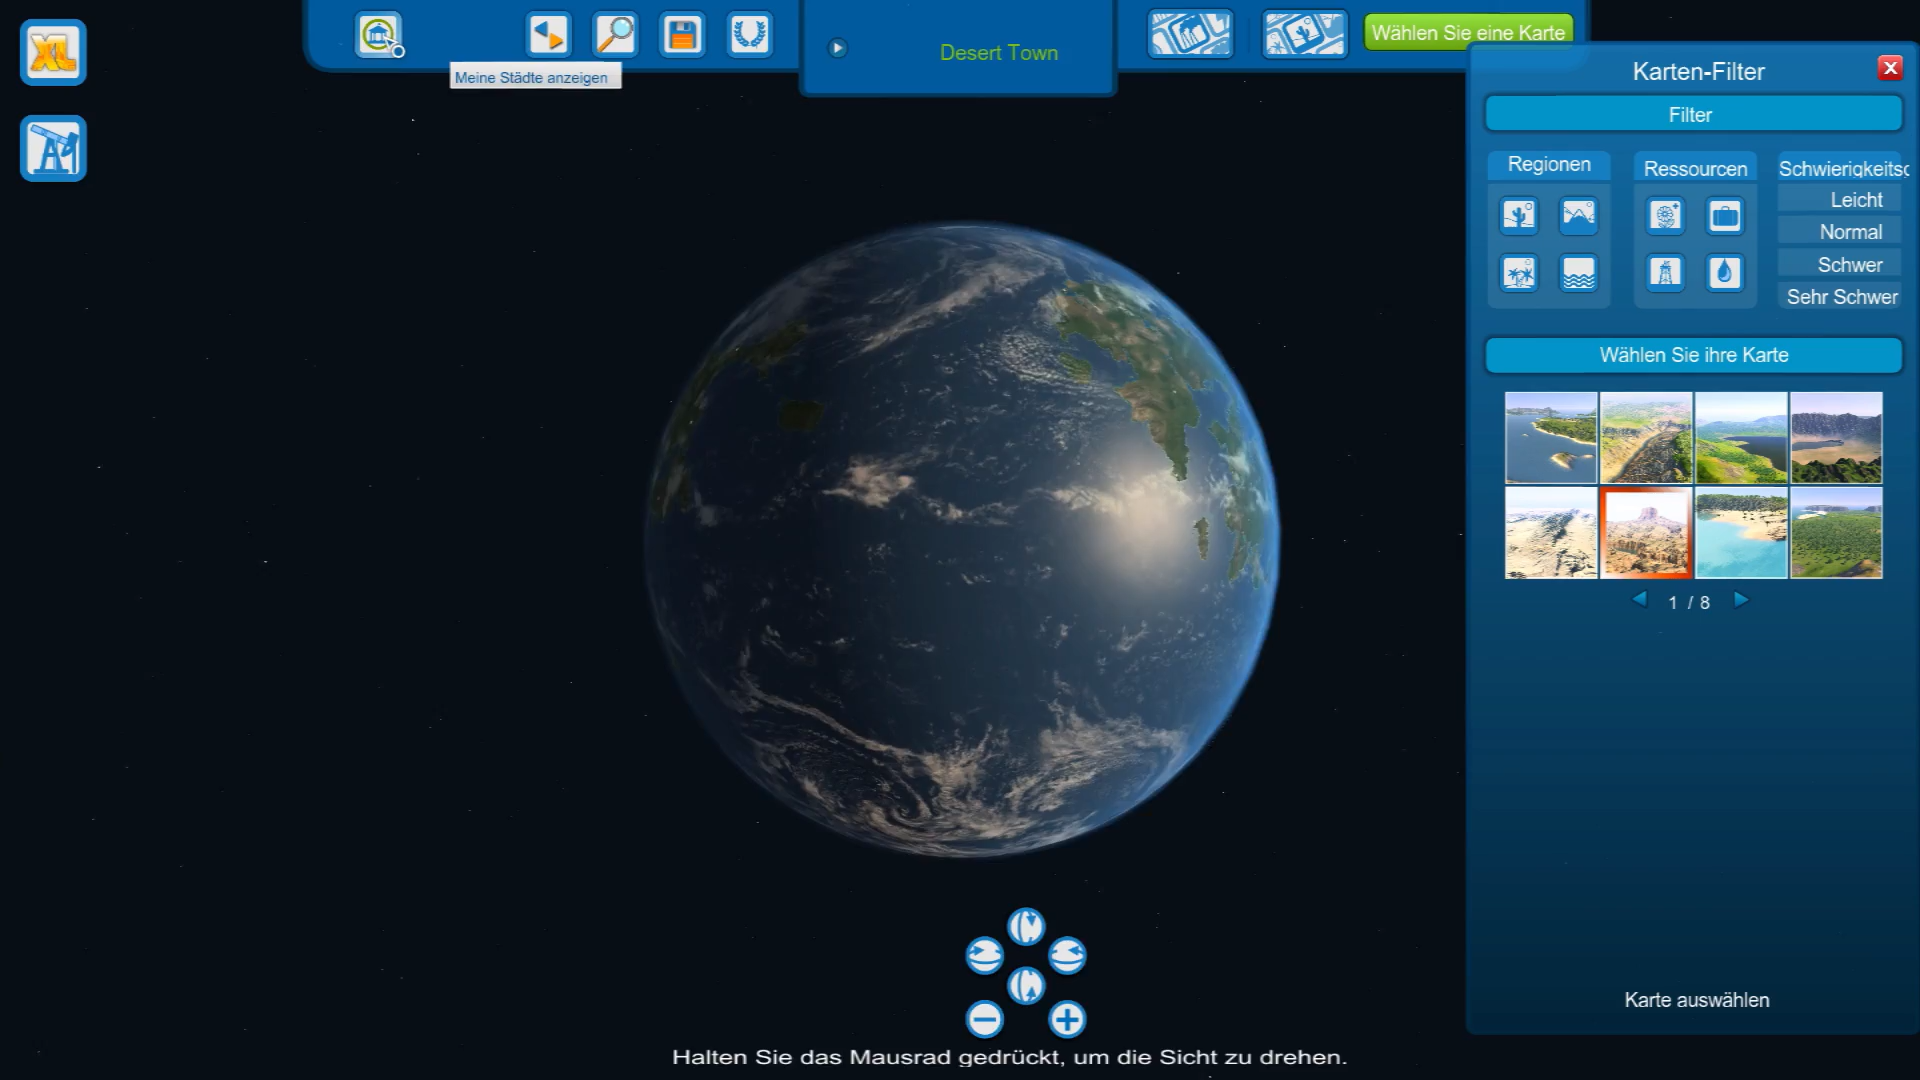 XL
Meine Städte anzeigen
Desert Town
Wählen Sie eine Karte
Karten-Filter
X
Filter
Regionen
Ressourcen
Schwierigkeitsg
Leicht
Normal
Schwer
Sehr Schwer
Wählen Sie ihre Karte
1 / 8
Karte auswählen
Halten Sie das Mausrad gedrückt, um die Sicht zu drehen.